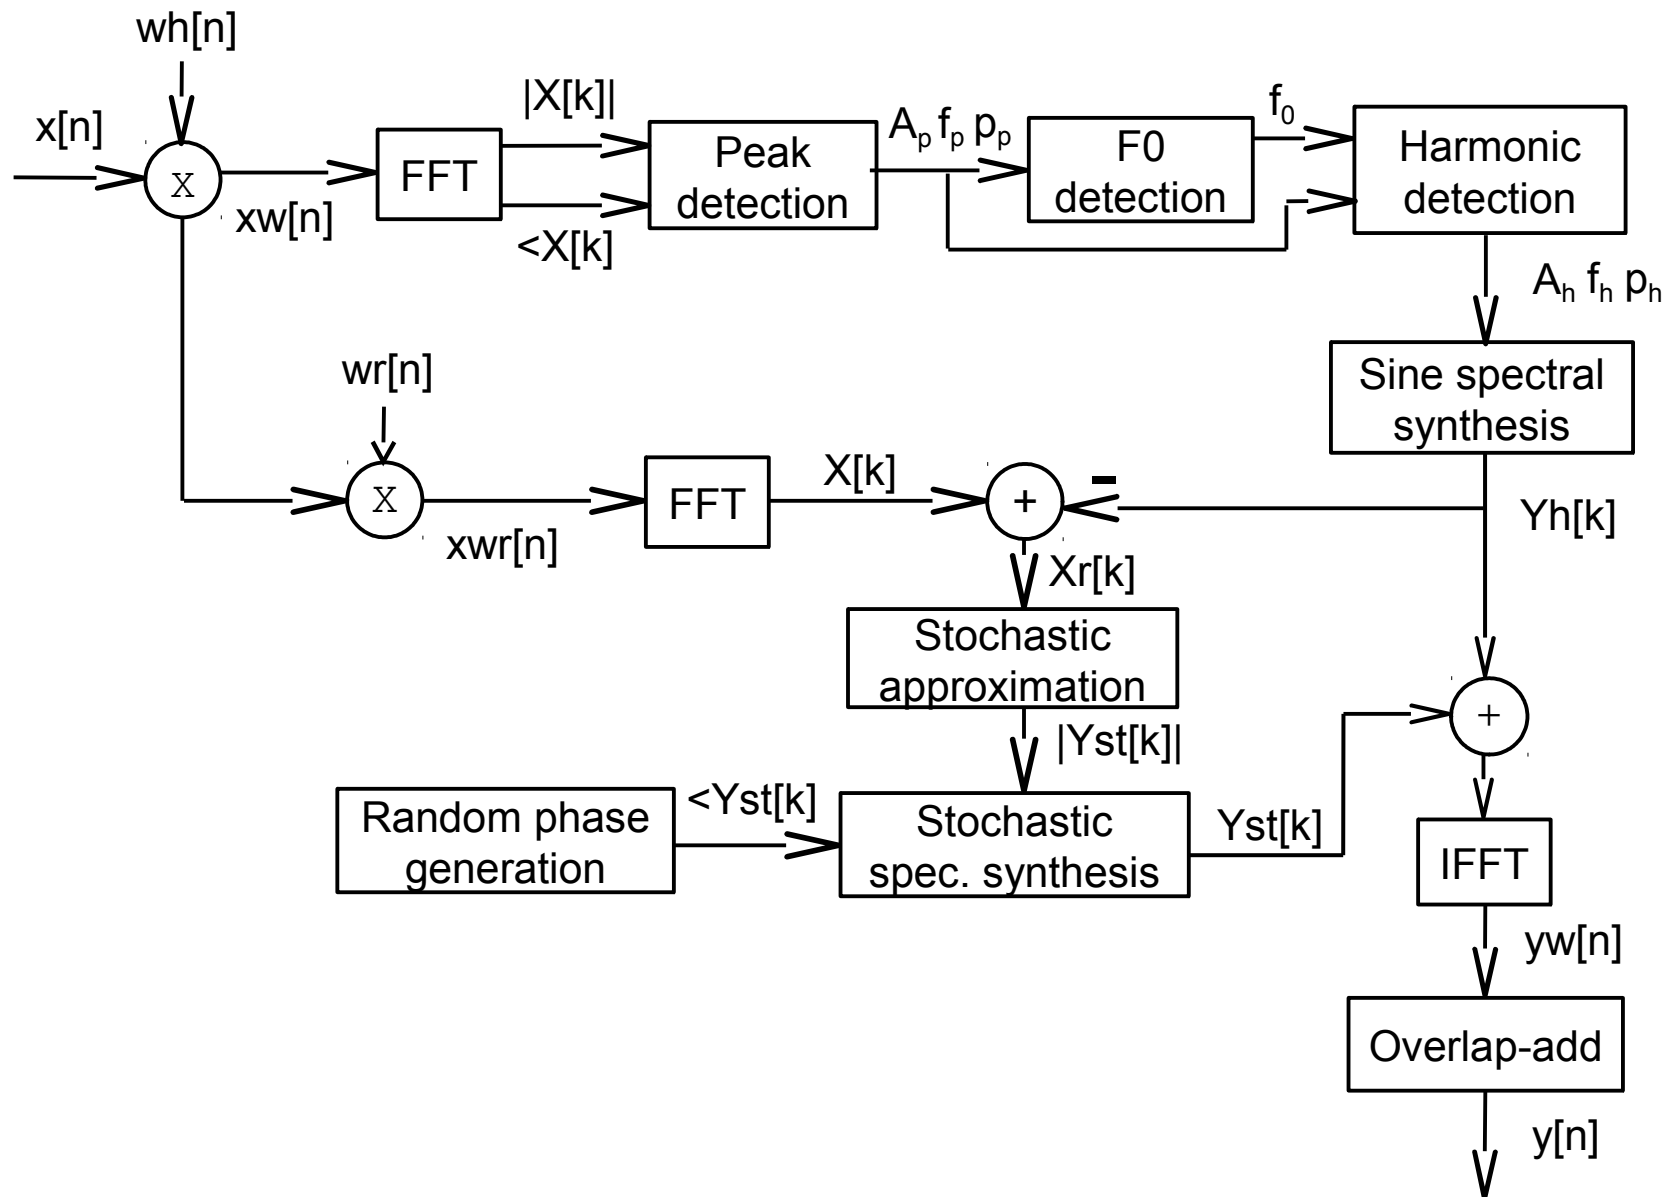 wh[n]
x[n]
X
xw[n]
FFT
|X[k]|
<X[k]
Peak
detection
Aₚ fₚ pₚ
F0
detection
f₀
Harmonic
detection
Aₕ fₕ pₕ
Sine spectral
synthesis
wr[n]
X
xwr[n]
FFT
X[k]
+
-
Yh[k]
Xr[k]
Stochastic
approximation
|Yst[k]|
Random phase
generation
<Yst[k]
Stochastic
spec. synthesis
Yst[k]
+
IFFT
yw[n]
Overlap-add
y[n]